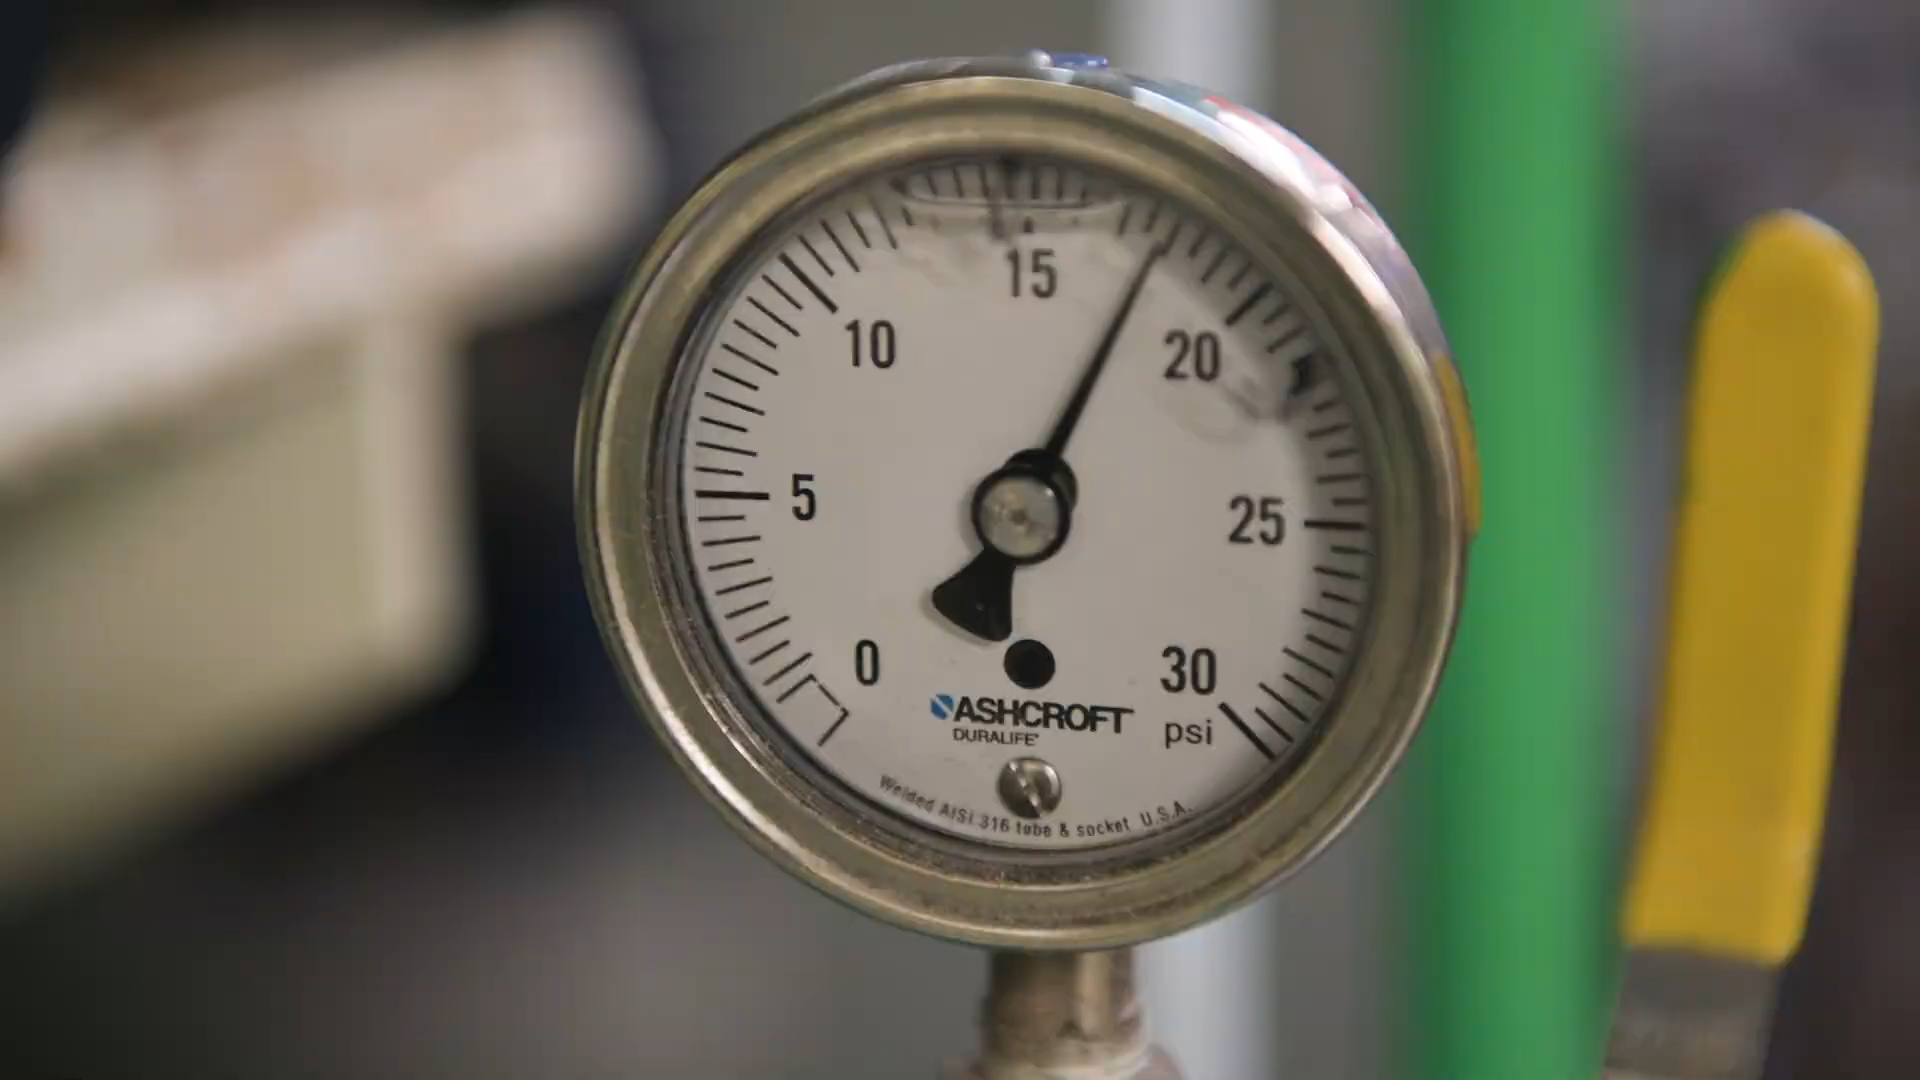 15
10
20
5
25
0
30
ASHCROFT
psi
DURALIFE
Welded AISI 316 tube & socket U.S.A.